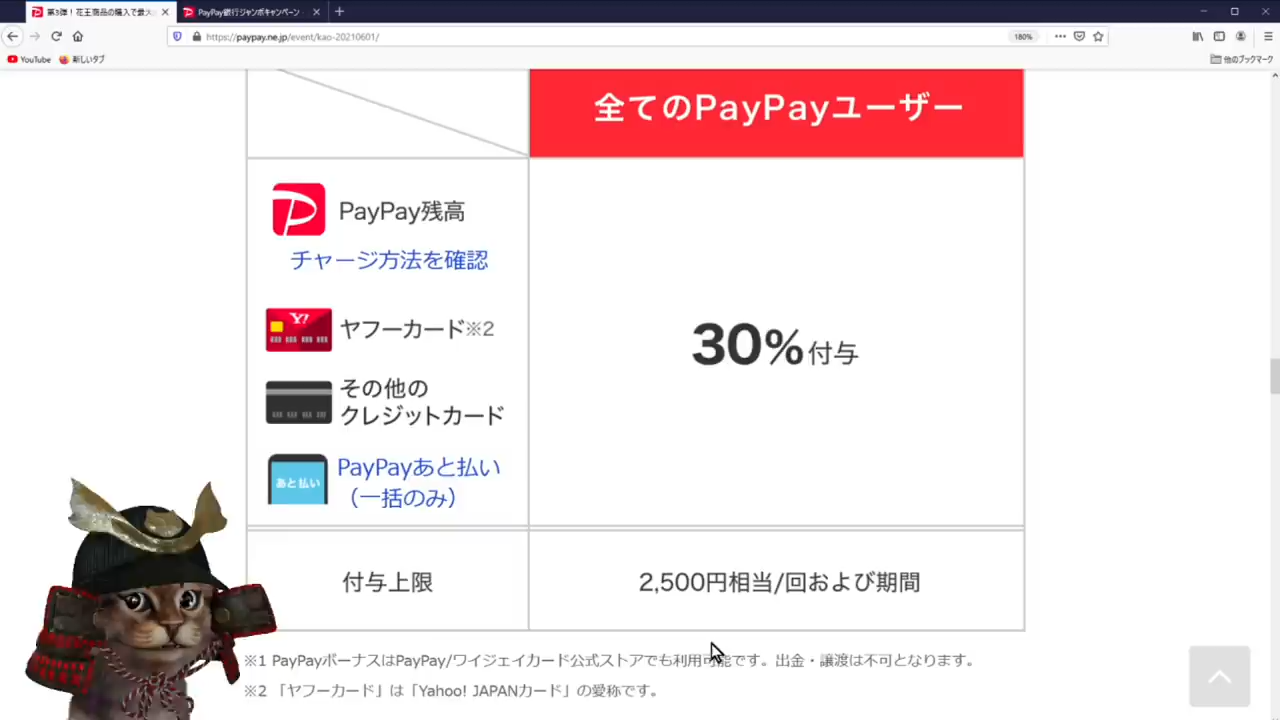 第3弾！花王商品の購入で最大
PayPay銀行ジャンボキャンペーン
https://paypay.ne.jp/event/kao-20210601/
180%
YouTube
新しいタブ
他のブックマーク
全てのPayPayユーザー
PayPay残高
チャージ方法を確認
ヤフーカード※2
その他の
クレジットカード
あと払い
PayPayあと払い
（一括のみ）
30%付与
付与上限
2,500円相当/回および期間
※1 PayPayボーナスはPayPay/ワイジェイカード公式ストアでも利用可能です。出金・譲渡は不可となります。
※2 「ヤフーカード」は「Yahoo! JAPANカード」の愛称です。